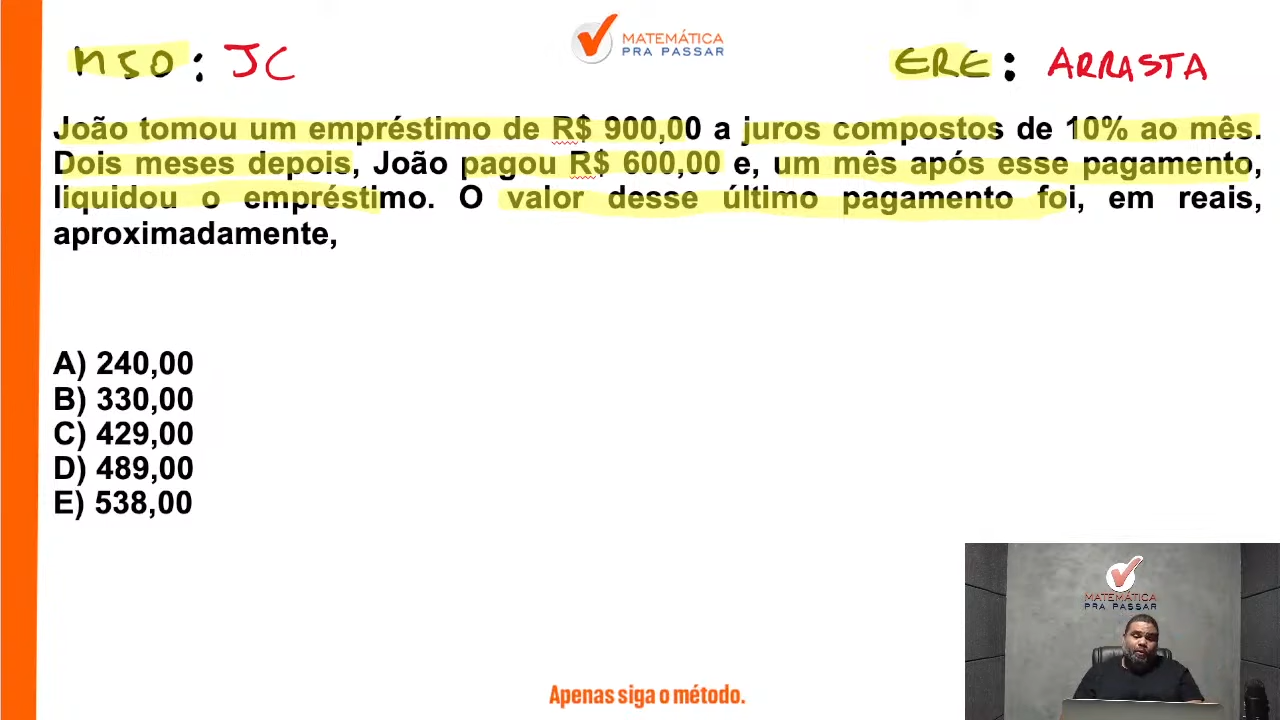 MSO: JC
MATEMÁTICA
PRA PASSAR
ERE: ARRASTA
João tomou um empréstimo de R$ 900,00 a juros compostos de 10% ao mês.
Dois meses depois, João pagou R$ 600,00 e, um mês após esse pagamento,
liquidou o empréstimo. O valor desse último pagamento foi, em reais,
aproximadamente,
A) 240,00
B) 330,00
C) 429,00
D) 489,00
E) 538,00
MATEMÁTICA
PRA PASSAR
Apenas siga o método.